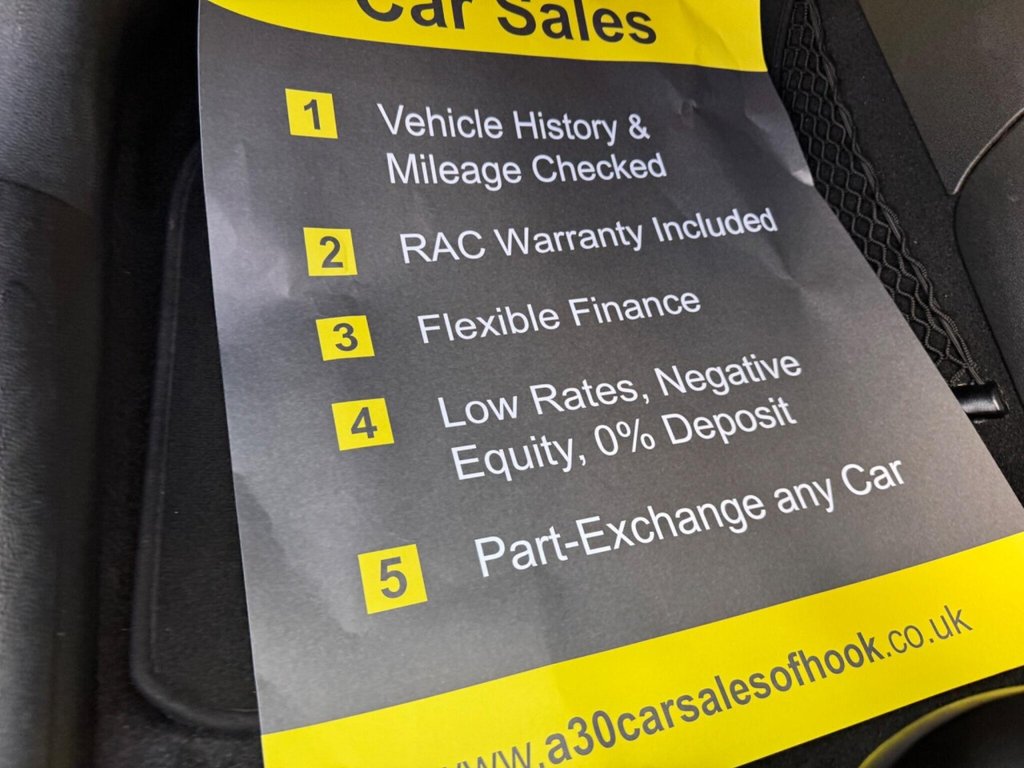 Car Sales
1 Vehicle History &
Mileage Checked
2 RAC Warranty Included
3 Flexible Finance
4 Low Rates, Negative
Equity, 0% Deposit
5 Part-Exchange any Car
www.a30carsalesofhook.co.uk